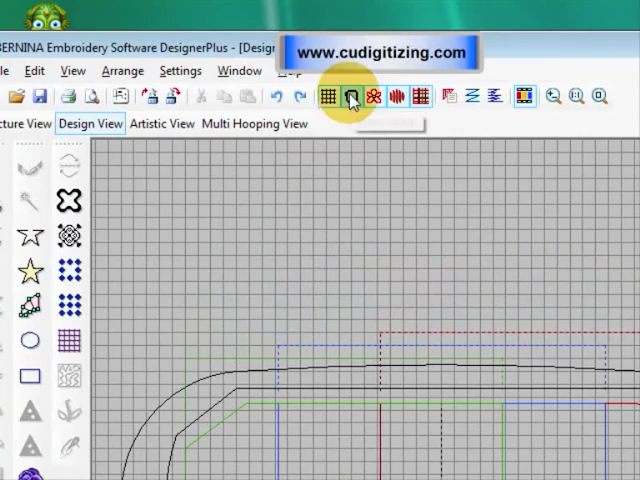 BERNINA Embroidery Software DesignerPlus - [Desig
www.cudigitizing.com
le Edit View Arrange Settings Window Help
cture View Design View Artistic View Multi Hooping View